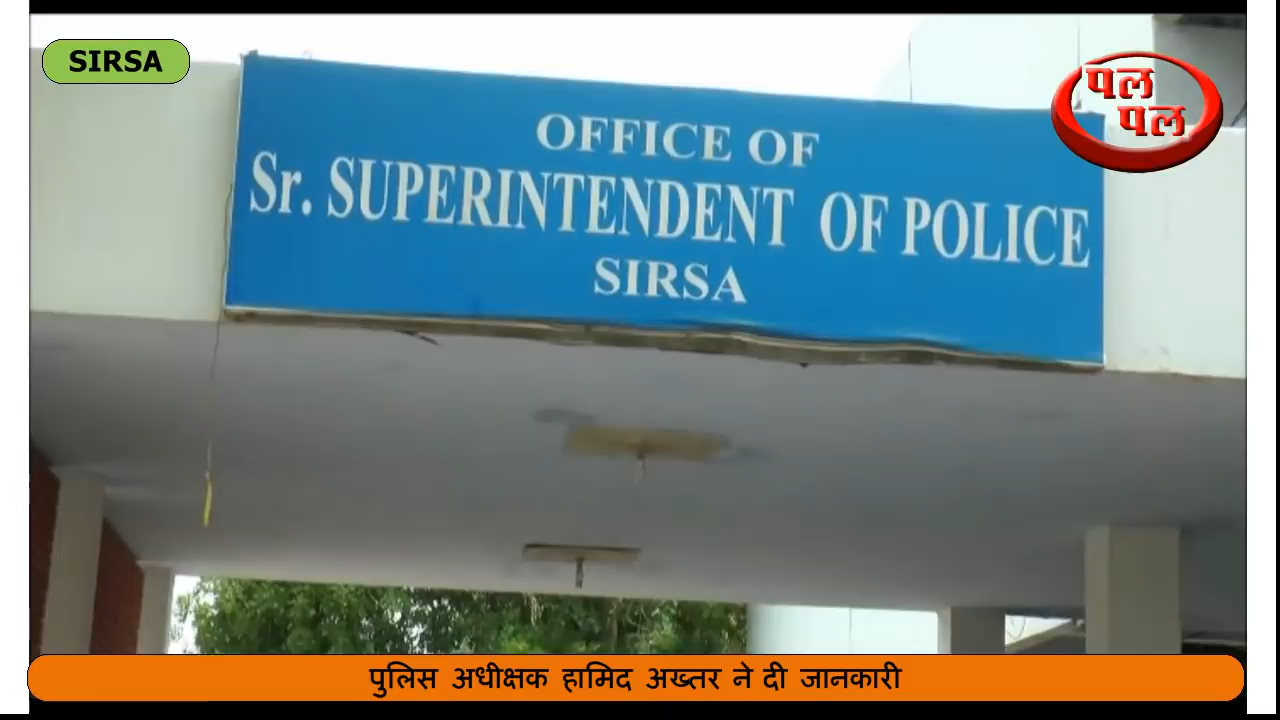 SIRSA
पल
पल
OFFICE OF
Sr. SUPERINTENDENT OF POLICE
SIRSA
पुलिस अधीक्षक हामिद अख्तर ने दी जानकारी